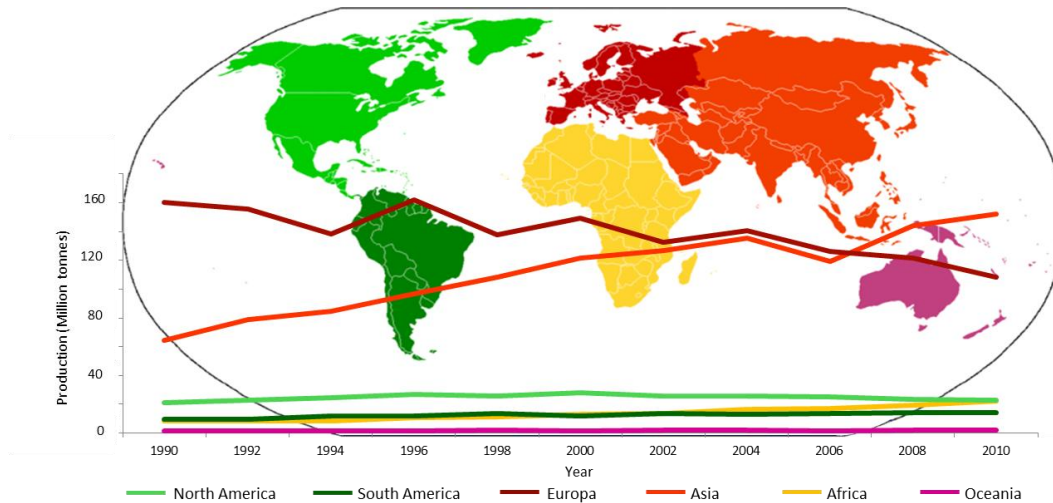 160
120
80
40
0
Production (Million tonnes)
1990 1992 1994 1996 1998 2000 2002 2004 2006 2008 2010
Year
North America South America Europa Asia Africa Oceania